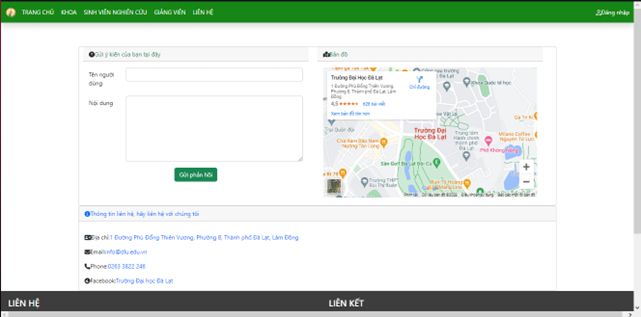 TRANG CHỦ KHOA SINH VIÊN NGHIÊN CỨU GIẢNG VIÊN LIÊN HỆ Đăng nhập
Gửi ý kiến của bạn tại đây
Tên người
dùng
Nội dung
Gửi phản hồi
Bản đồ
Trường Đại Học Đà Lạt
1 Đường Phù Đổng Thiên Vương,
Phường 8, Thành phố Đà Lạt, Lâm
Đồng
4,5
Chỉ đường
Xem bản đồ lớn hơn
Trường Đại
Học Đà Lạt
Thông tin liên hệ, hãy liên hệ với chúng tôi
Địa chỉ:1 Đường Phù Đổng Thiên Vương, Phường 8, Thành phố Đà Lạt, Lâm Đồng
Email:info@dlu.edu.vn
Phone:0263 3822 246
Facebook:Trường Đại học Đà Lạt
LIÊN HỆ LIÊN KẾT